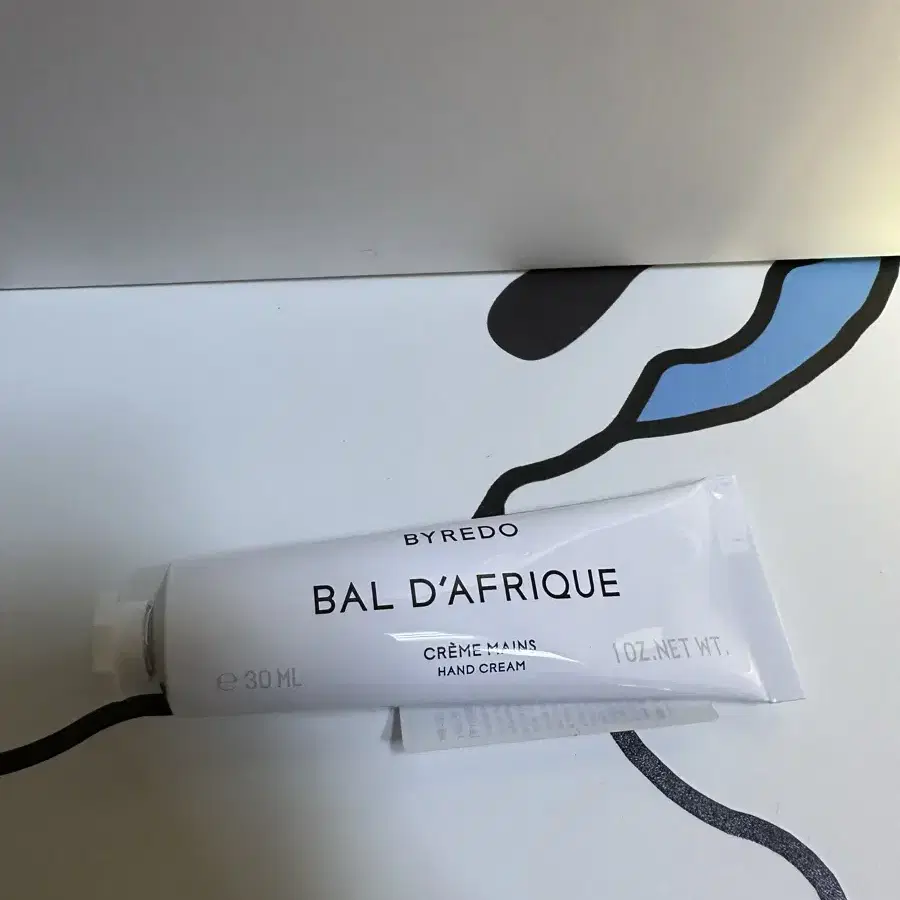 BYREDO
BAL D'AFRIQUE
CRÈME MAINS
HAND CREAM
℮ 30 ML
1 OZ.NET WT.